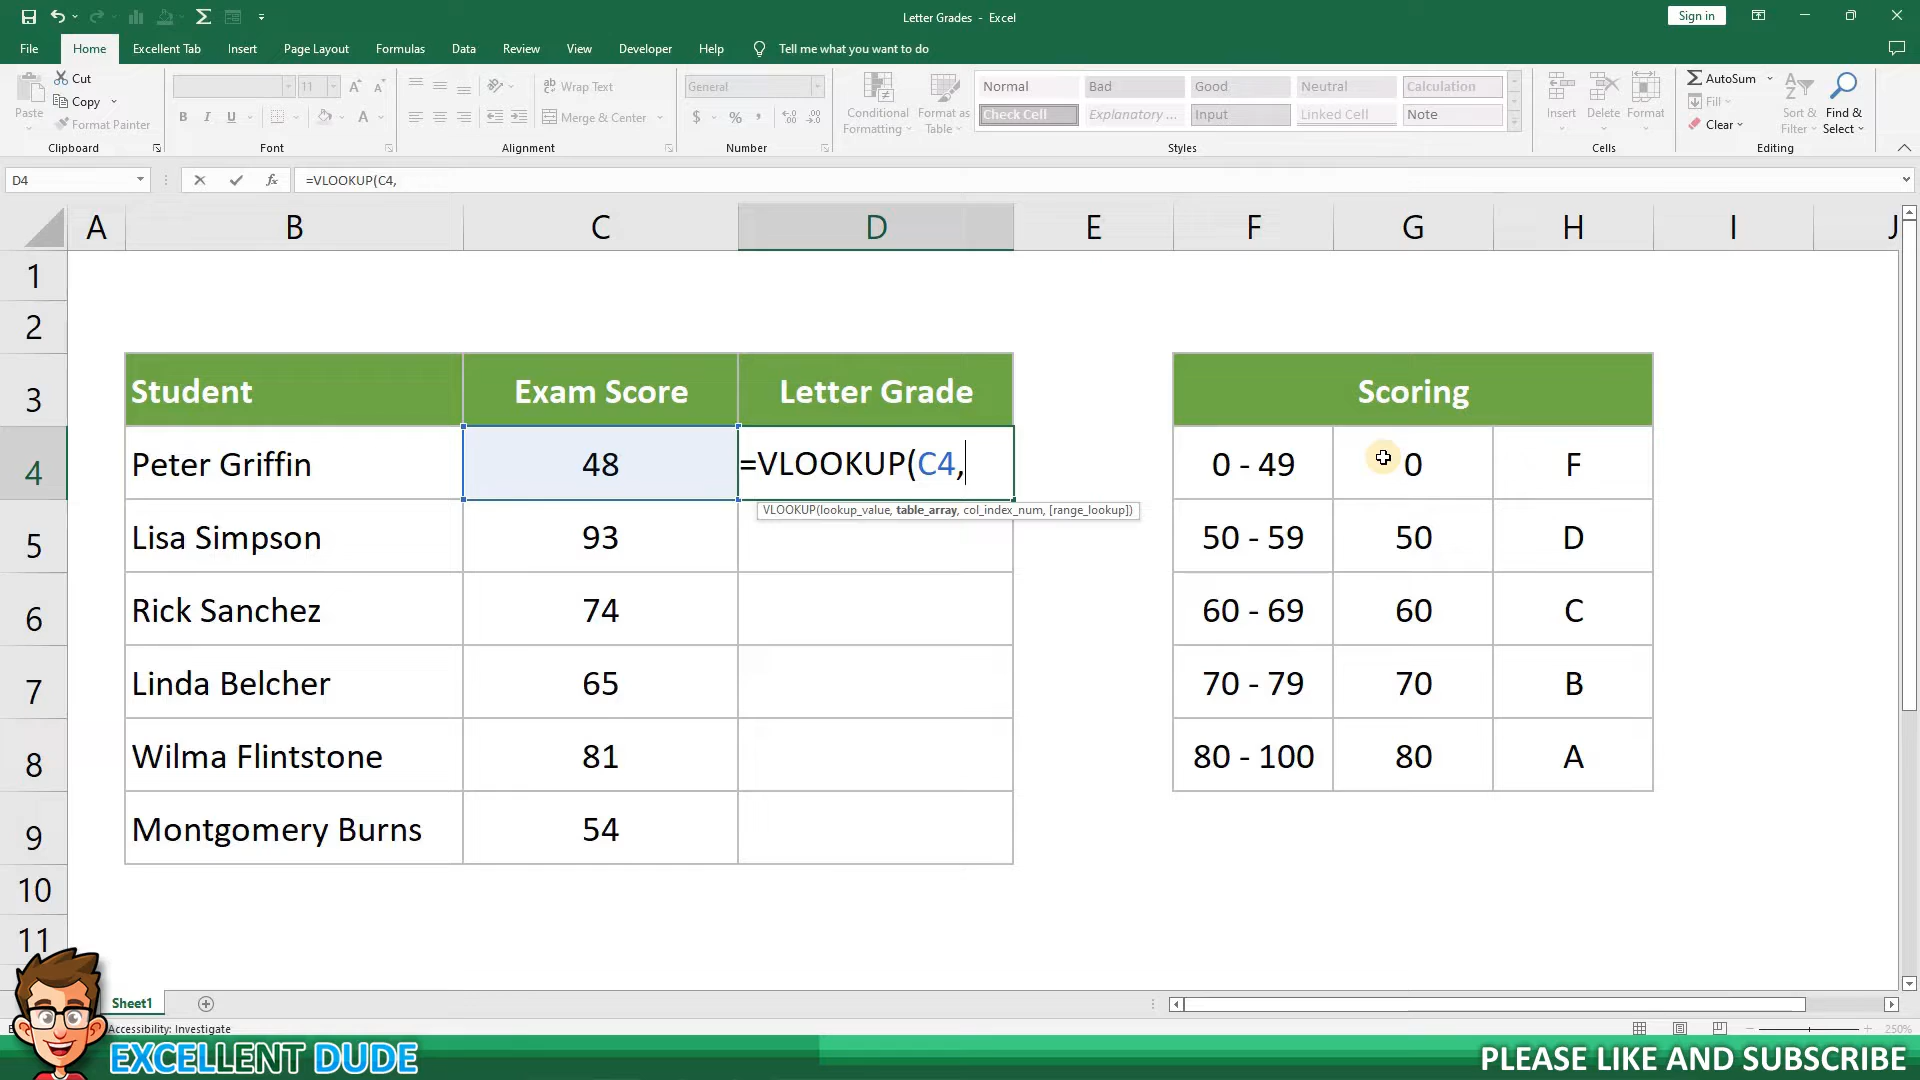 Letter Grades - Excel
Sign in
File Home Excellent Tab Insert Page Layout Formulas Data Review View Developer Help Tell me what you want to do
Paste
Cut
Copy
Format Painter
Clipboard
11
A A
B I U
A
Font
ab Wrap Text
Merge & Center
Alignment
General
$ % ,
Number
Conditional Formatting
Format as Table
Normal Bad Good Neutral Calculation
Check Cell Explanatory ... Input Linked Cell Note
Styles
Insert Delete Format
Cells
AutoSum
Fill
Clear
Sort & Filter
Find & Select
Editing
D4 fx =VLOOKUP(C4,
A B C D E F G H I J
1
2
3 Student Exam Score Letter Grade Scoring
4 Peter Griffin 48 =VLOOKUP(C4, 0 - 49 0 F
VLOOKUP(lookup_value, table_array, col_index_num, [range_lookup])
5 Lisa Simpson 93 50 - 59 50 D
6 Rick Sanchez 74 60 - 69 60 C
7 Linda Belcher 65 70 - 79 70 B
8 Wilma Flintstone 81 80 - 100 80 A
9 Montgomery Burns 54
10
11
Sheet1
Accessibility: Investigate
250%
EXCELLENT DUDE
PLEASE LIKE AND SUBSCRIBE